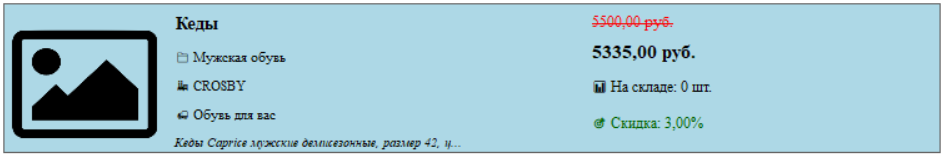 Кеды
Мужская обувь
CROSBY
Обувь для вас
Кеды Caprice мужские демисезонные, размер 42, ц...
5500,00 руб.
5335,00 руб.
На складе: 0 шт.
Скидка: 3,00%